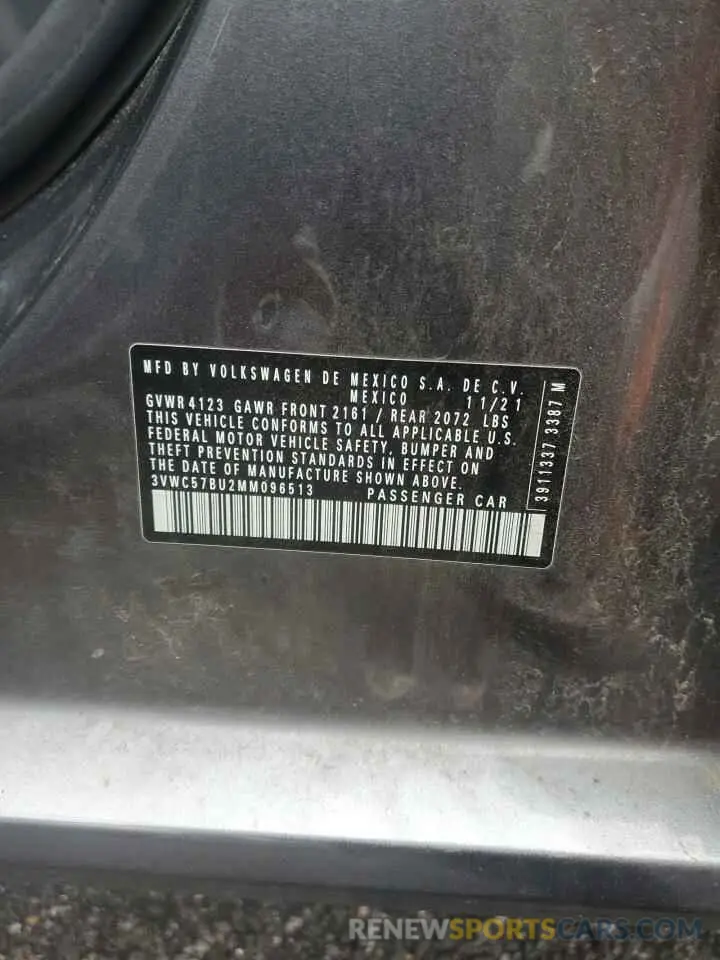 MFD BY VOLKSWAGEN DE MEXICO S.A. DE C.V.
MEXICO 11/21
GVWR 4123 GAWR FRONT 2161 / REAR 2072 LBS
THIS VEHICLE CONFORMS TO ALL APPLICABLE U.S.
FEDERAL MOTOR VEHICLE SAFETY, BUMPER AND
THEFT PREVENTION STANDARDS IN EFFECT ON
THE DATE OF MANUFACTURE SHOWN ABOVE.
3VWC57BU2MM096513 PASSENGER CAR
3911337 3387 M
RENEWSPORTSCARS.COM